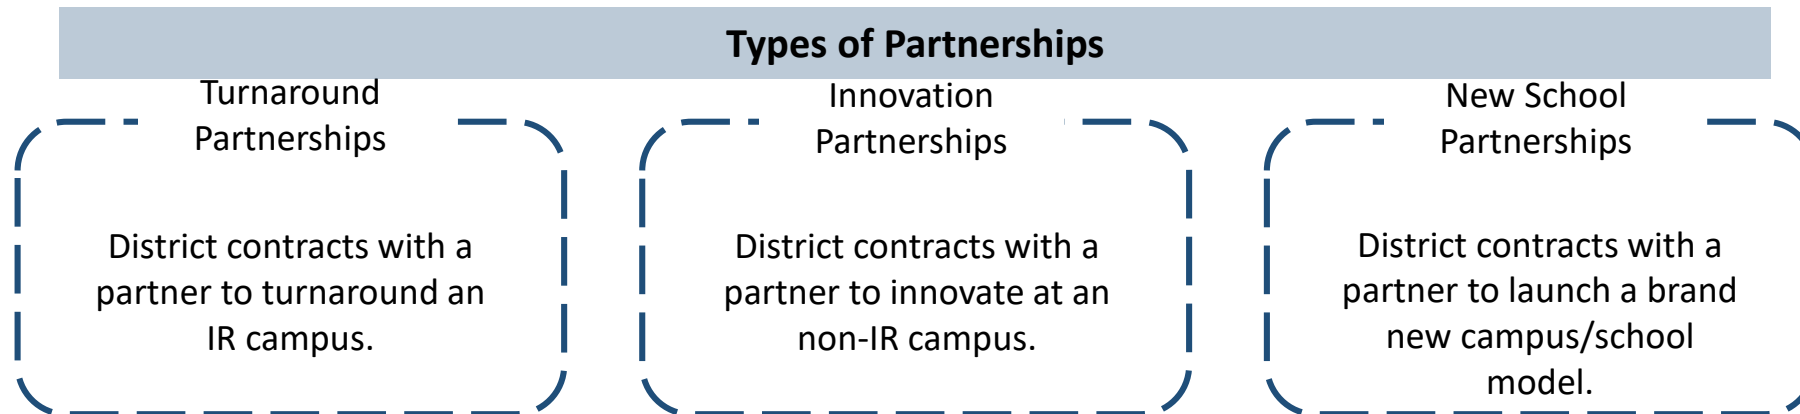 Types of Partnerships
Turnaround
Partnerships
District contracts with a
partner to turnaround an
IR campus.
Innovation
Partnerships
District contracts with a
partner to innovate at an
non-IR campus.
New School
Partnerships
District contracts with a
partner to launch a brand
new campus/school
model.